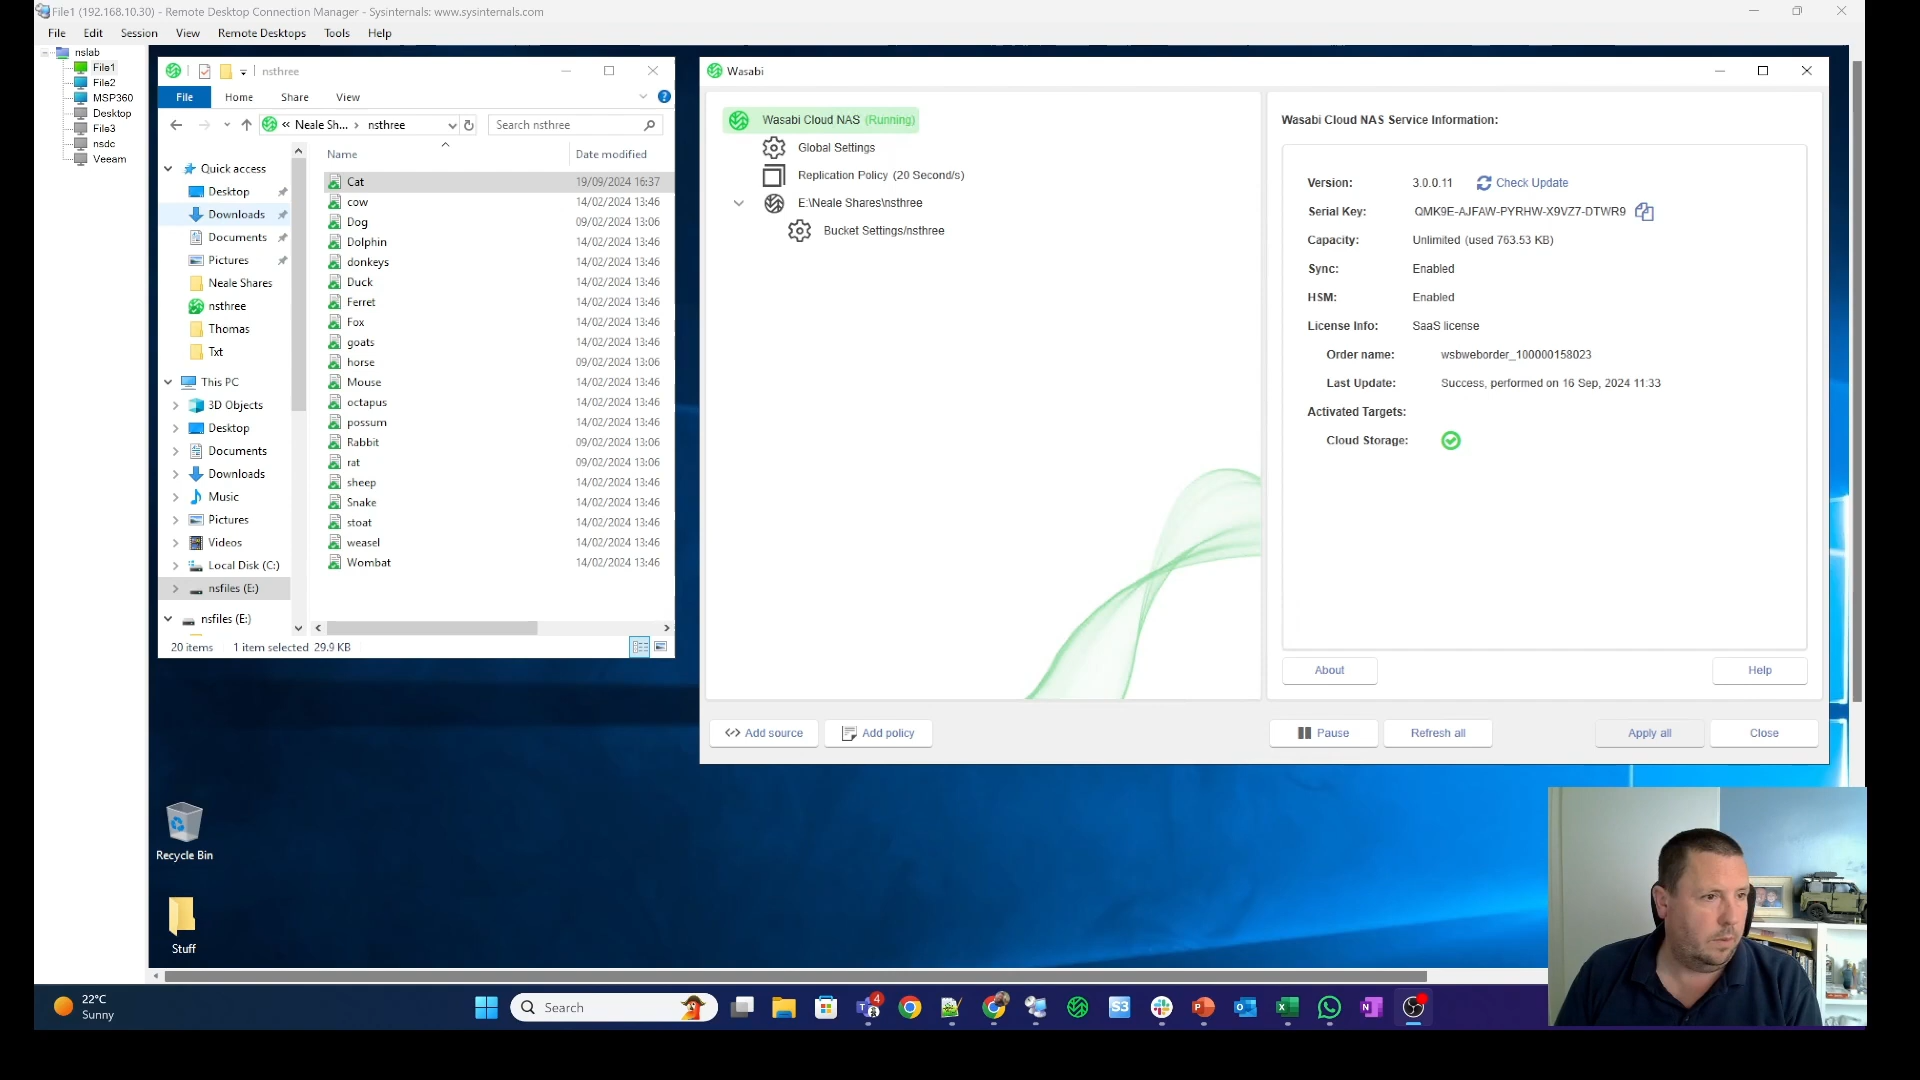 File1 (192.168.10.30) - Remote Desktop Connection Manager - Sysinternals: www.sysinternals.com
File Edit Session View Remote Desktops Tools Help
nslab
File1
File2
MSP360
Desktop
File3
nsdc
Veeam
nsthree
File Home Share View
« Neale Sh... › nsthree
Search nsthree
Name Date modified
Quick access
Desktop
Downloads
Documents
Pictures
Neale Shares
nsthree
Thomas
Txt
This PC
3D Objects
Desktop
Documents
Downloads
Music
Pictures
Videos
Local Disk (C:)
nsfiles (E:)
nsfiles (E:)
Cat 19/09/2024 16:37
cow 14/02/2024 13:46
Dog 09/02/2024 13:06
Dolphin 14/02/2024 13:46
donkeys 14/02/2024 13:46
Duck 14/02/2024 13:46
Ferret 14/02/2024 13:46
Fox 14/02/2024 13:46
goats 14/02/2024 13:46
horse 09/02/2024 13:06
Mouse 14/02/2024 13:46
octapus 14/02/2024 13:46
possum 14/02/2024 13:46
Rabbit 09/02/2024 13:06
rat 09/02/2024 13:06
sheep 14/02/2024 13:46
Snake 14/02/2024 13:46
stoat 14/02/2024 13:46
weasel 14/02/2024 13:46
Wombat 14/02/2024 13:46
20 items 1 item selected 29.9 KB
Wasabi
Wasabi Cloud NAS (Running)
Global Settings
Replication Policy (20 Second/s)
E:\Neale Shares\nsthree
Bucket Settings/nsthree
Wasabi Cloud NAS Service Information:
Version: 3.0.0.11 Check Update
Serial Key: QMK9E-AJFAW-PYRHW-X9VZ7-DTWR9
Capacity: Unlimited (used 763.53 KB)
Sync: Enabled
HSM: Enabled
License Info: SaaS license
Order name: wsbweborder_100000158023
Last Update: Success, performed on 16 Sep, 2024 11:33
Activated Targets:
Cloud Storage:
About Help
Add source Add policy Pause Refresh all Apply all Close
Recycle Bin
Stuff
22°C
Sunny
Search
4
S3